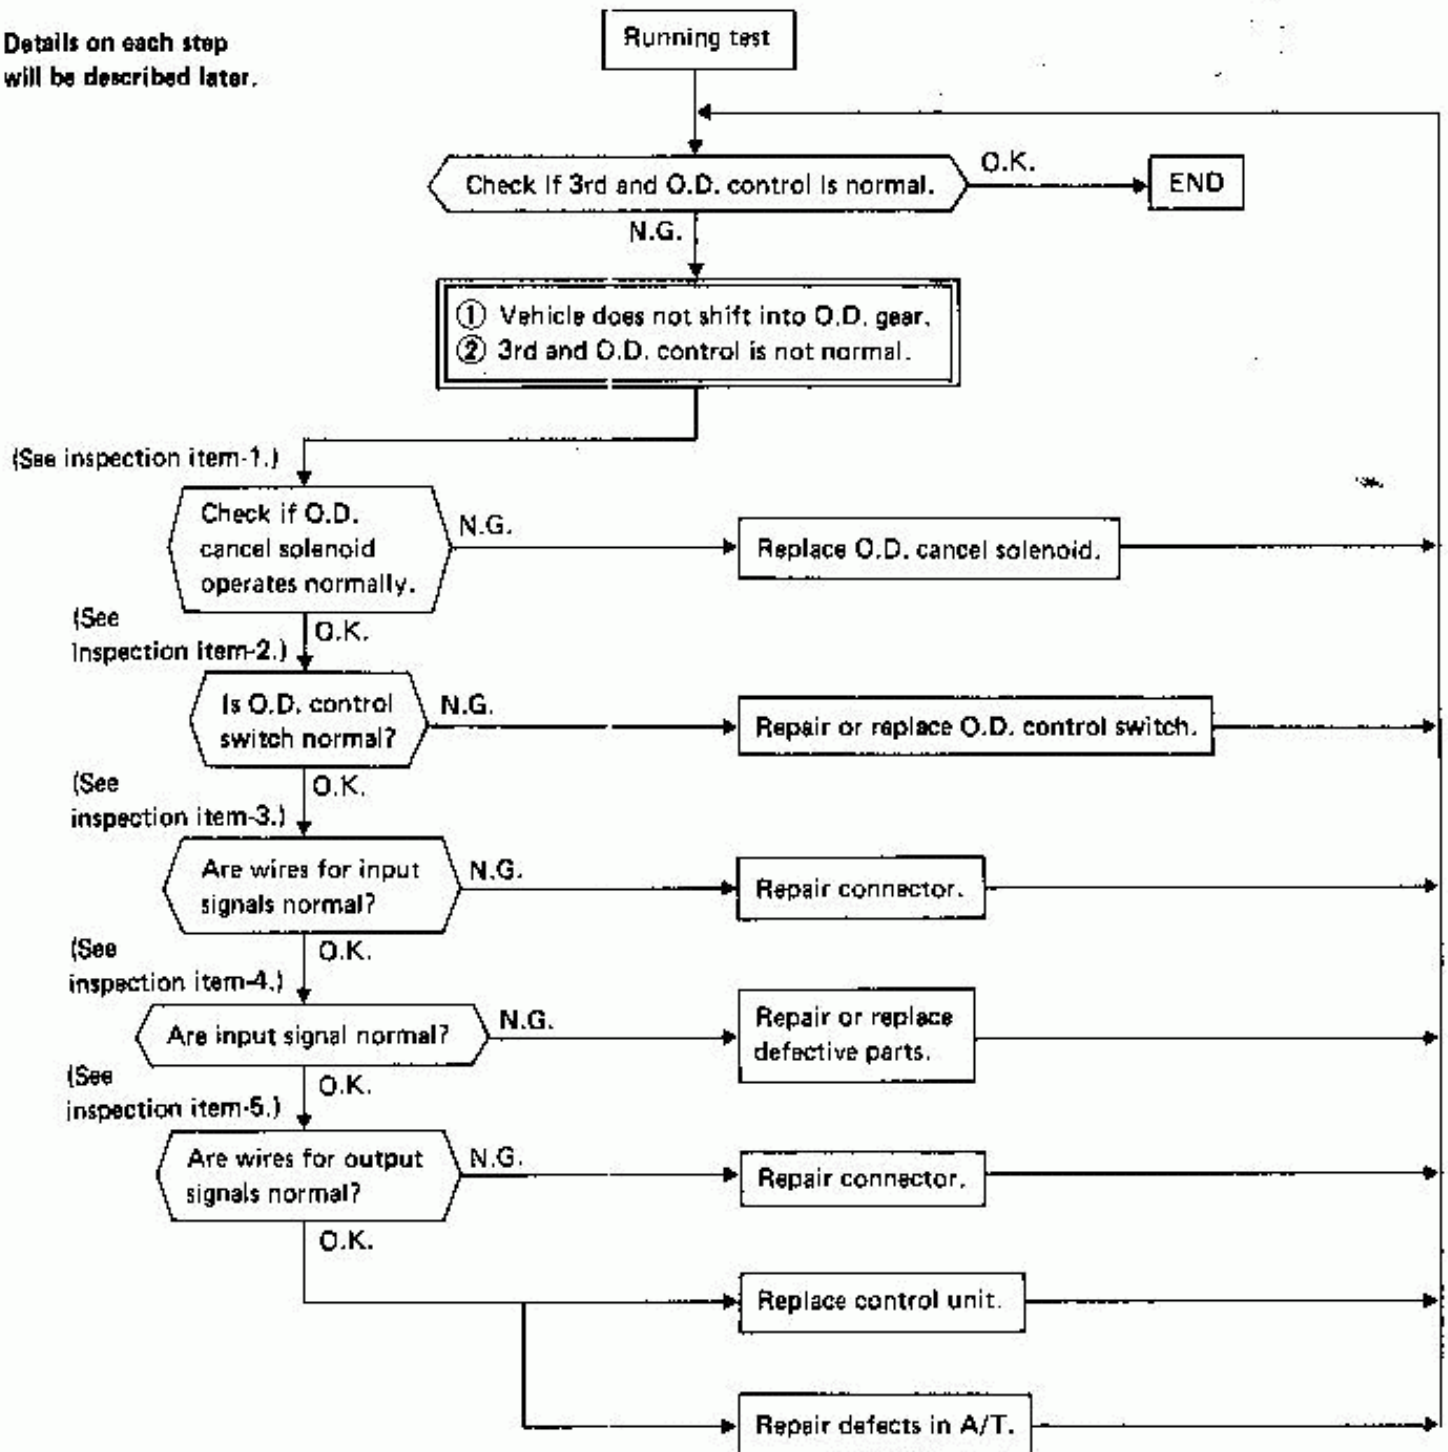 Details on each step
will be described later.
Running test
Check if 3rd and O.D. control is normal.
O.K.
END
N.G.
① Vehicle does not shift into O.D. gear.
② 3rd and O.D. control is not normal.
(See inspection item-1.)
Check if O.D.
cancel solenoid
operates normally.
N.G.
Replace O.D. cancel solenoid.
O.K.
(See
inspection item-2.)
Is O.D. control
switch normal?
N.G.
Repair or replace O.D. control switch.
O.K.
(See
inspection item-3.)
Are wires for input
signals normal?
N.G.
Repair connector.
O.K.
(See
inspection item-4.)
Are input signal normal?
N.G.
Repair or replace
defective parts.
O.K.
(See
inspection item-5.)
Are wires for output
signals normal?
N.G.
Repair connector.
O.K.
Replace control unit.
Repair defects in A/T.